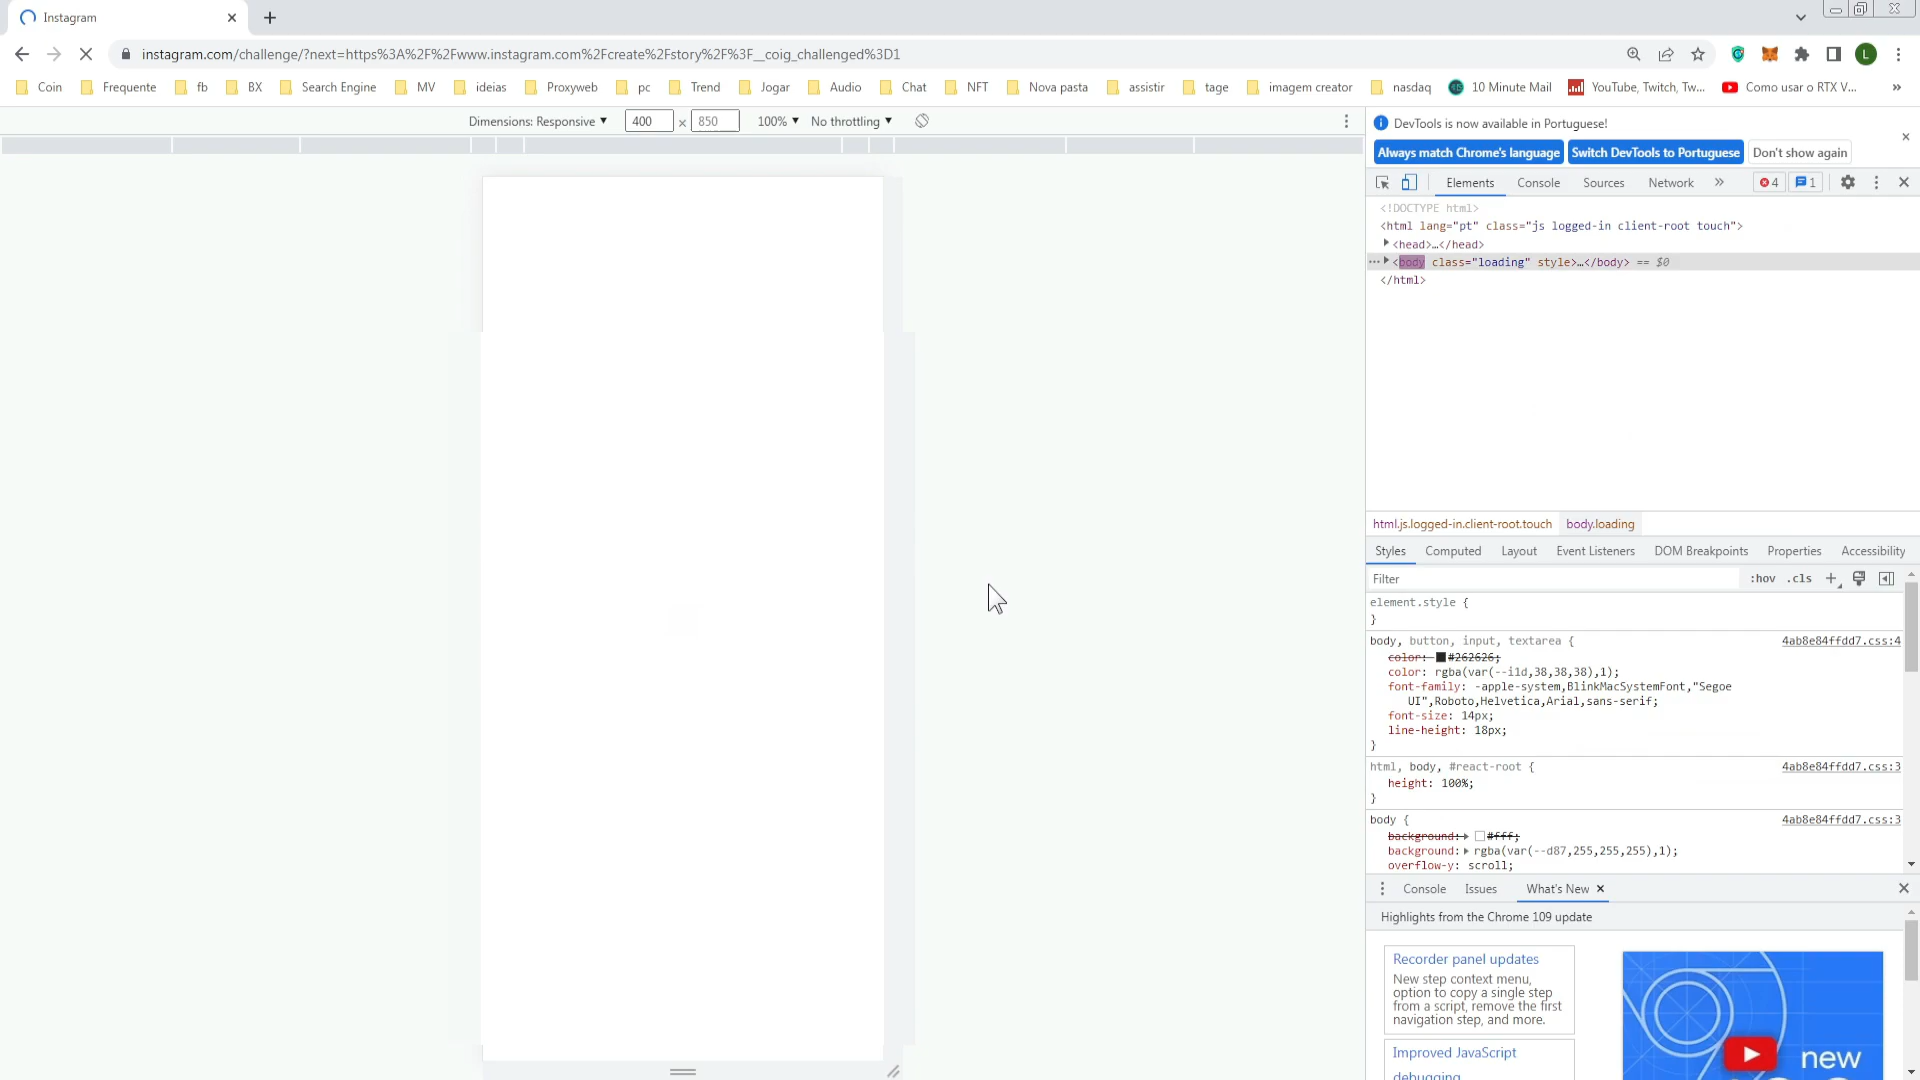 Instagram
instagram.com/challenge/?next=https%3A%2F%2Fwww.instagram.com%2Fcreate%2Fstory%2F%3F__coig_challenged%3D1
L
Coin Frequente fb BX Search Engine MV ideias Proxyweb pc Trend Jogar Audio Chat NFT Nova pasta assistir tage imagem creator nasdaq 10 Minute Mail YouTube, Twitch, Tw... Como usar o RTX V... »
Dimensions: Responsive 400 × 850 100% No throttling
DevTools is now available in Portuguese!
Always match Chrome's language Switch DevTools to Portuguese Don't show again
Elements Console Sources Network » 4 1
<!DOCTYPE html>
<html lang="pt" class="js logged-in client-root touch">
<head>…</head>
<body class="loading" style>…</body> == $0
</html>
html.js.logged-in.client-root.touch body.loading
Styles Computed Layout Event Listeners DOM Breakpoints Properties Accessibility
Filter :hov .cls +
element.style {
}
body, button, input, textarea { 4ab8e84ffdd7.css:4
color: #262626;
color: rgba(var(--i1d,38,38,38),1);
font-family: -apple-system,BlinkMacSystemFont,"Segoe
UI",Roboto,Helvetica,Arial,sans-serif;
font-size: 14px;
line-height: 18px;
}
html, body, #react-root { 4ab8e84ffdd7.css:3
height: 100%;
}
body { 4ab8e84ffdd7.css:3
background: #fff;
background: rgba(var(--d87,255,255,255),1);
overflow-y: scroll;
Console Issues What's New
Highlights from the Chrome 109 update
Recorder panel updates
New step context menu,
option to copy a single step
from a script, remove the first
navigation step, and more.
Improved JavaScript
debugging
new